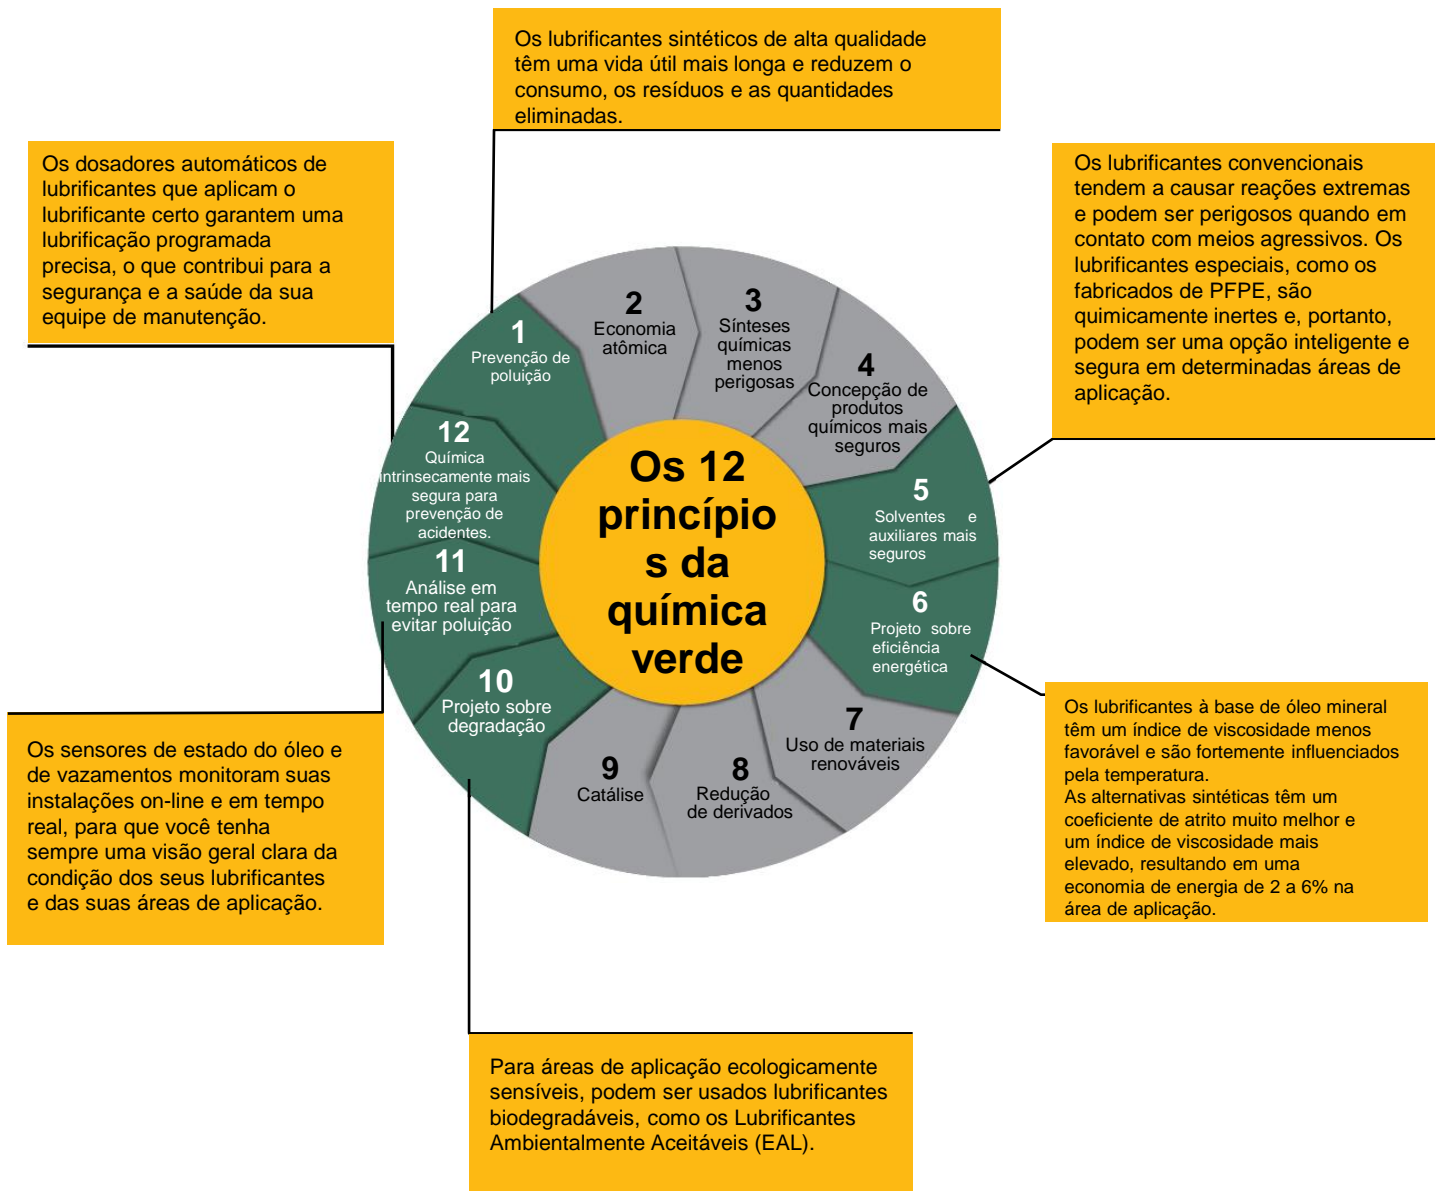 Os lubrificantes sintéticos de alta qualidade
têm uma vida útil mais longa e reduzem o
consumo, os resíduos e as quantidades
eliminadas.
Os dosadores automáticos de
lubrificantes que aplicam o
lubrificante certo garantem uma
lubrificação programada
precisa, o que contribui para a
segurança e a saúde da sua
equipe de manutenção.
Os lubrificantes convencionais
tendem a causar reações extremas
e podem ser perigosos quando em
contato com meios agressivos. Os
lubrificantes especiais, como os
fabricados de PFPE, são
quimicamente inertes e, portanto,
podem ser uma opção inteligente e
segura em determinadas áreas de
aplicação.
1
Prevenção de
poluição
2
Economia
atômica
3
Sínteses
químicas
menos
perigosas
4
Concepção de
produtos
químicos mais
seguros
5
Solventes e
auxiliares mais
seguros
6
Projeto sobre
eficiência
energética
7
Uso de materiais
renováveis
8
Redução
de derivados
9
Catálise
10
Projeto sobre
degradação
11
Análise em
tempo real para
evitar poluição
12
Química
intrinsecamente mais
segura para
prevenção de
acidentes.
Os 12
princípio
s da
química
verde
Os sensores de estado do óleo e
de vazamentos monitoram suas
instalações on-line e em tempo
real, para que você tenha
sempre uma visão geral clara da
condição dos seus lubrificantes
e das suas áreas de aplicação.
Os lubrificantes à base de óleo mineral
têm um índice de viscosidade menos
favorável e são fortemente influenciados
pela temperatura.
As alternativas sintéticas têm um
coeficiente de atrito muito melhor e
um índice de viscosidade mais
elevado, resultando em uma
economia de energia de 2 a 6% na
área de aplicação.
Para áreas de aplicação ecologicamente
sensíveis, podem ser usados lubrificantes
biodegradáveis, como os Lubrificantes
Ambientalmente Aceitáveis (EAL).